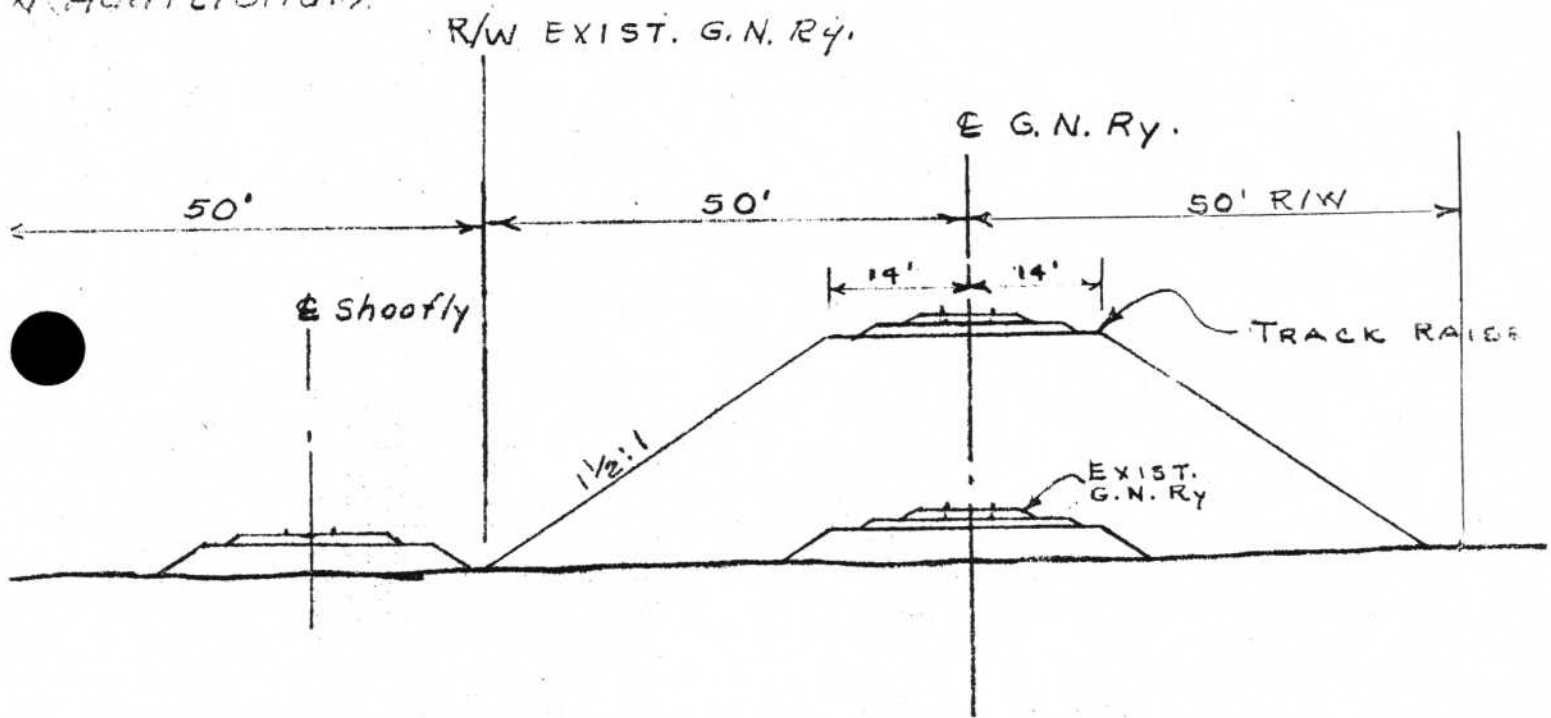 R/W EXIST. G.N. Ry.
℄ G. N. Ry.
50'
50'
50' R/W
14'
14'
℄ Shoofly
TRACK RAISE
1½:1
EXIST.
G.N. Ry